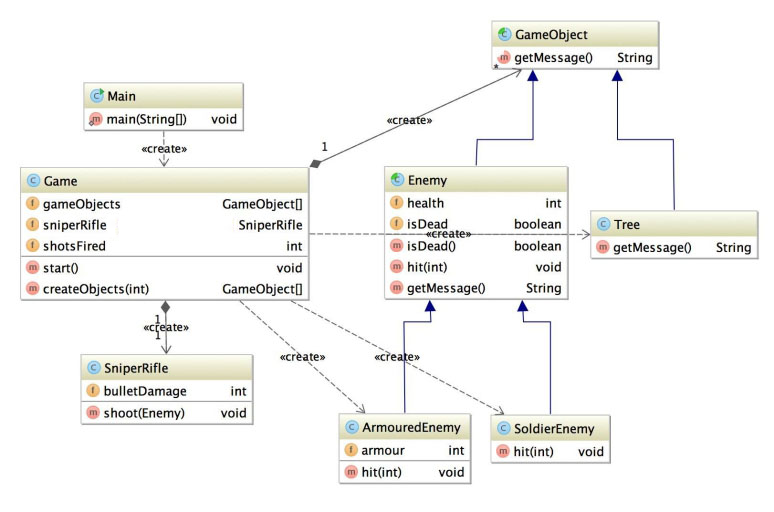 GameObject
getMessage() String
*
Main
main(String[]) void
«create»
«create»
1
Game
gameObjects GameObject[]
sniperRifle SniperRifle
shotsFired int
start() void
createObjects(int) GameObject[]
Enemy
health int
isDead boolean
isDead() boolean
hit(int) void
getMessage() String
«create»
Tree
getMessage() String
1
«create»
1
SniperRifle
bulletDamage int
shoot(Enemy) void
«create»
«create»
ArmouredEnemy
armour int
hit(int) void
SoldierEnemy
hit(int) void